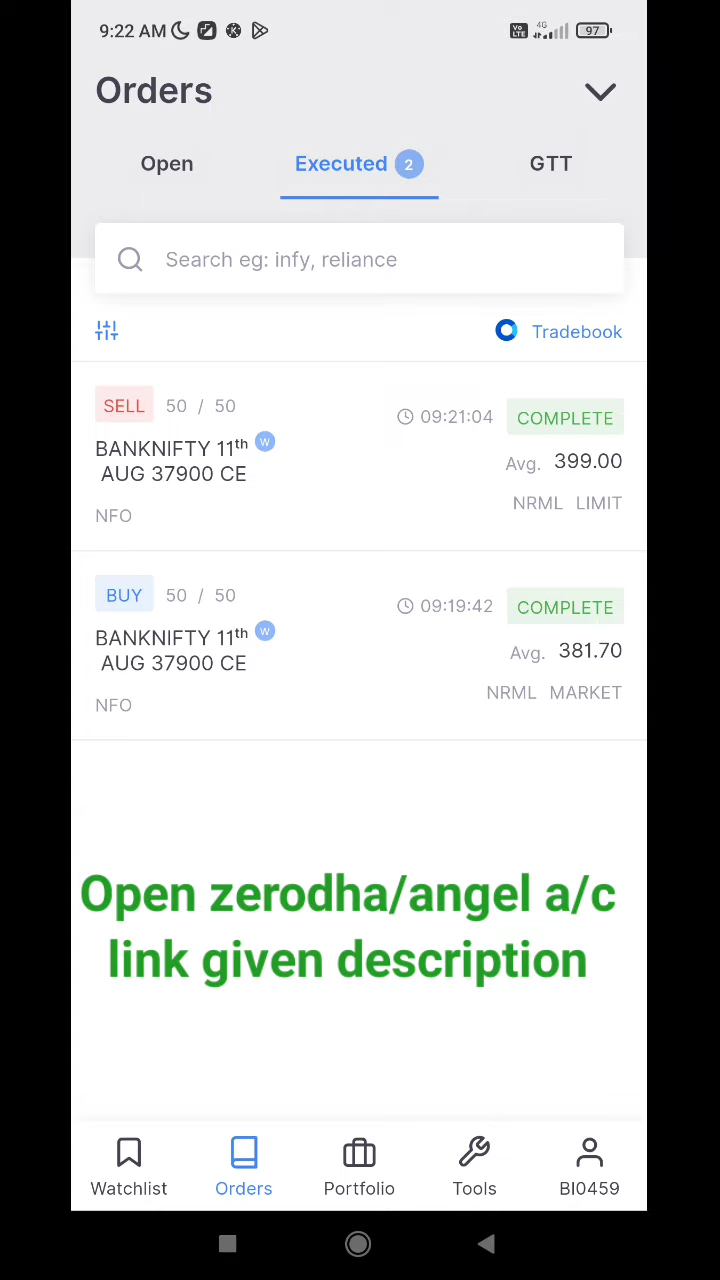 9:22 AM
Vo LTE 4G 97
Orders
Open Executed 2 GTT
Search eg: infy, reliance
Tradebook
SELL 50 / 50 09:21:04 COMPLETE
BANKNIFTY 11th W
AUG 37900 CE
Avg. 399.00
NFO NRML LIMIT
BUY 50 / 50 09:19:42 COMPLETE
BANKNIFTY 11th W
AUG 37900 CE
Avg. 381.70
NFO NRML MARKET
Open zerodha/angel a/c
link given description
Watchlist Orders Portfolio Tools BI0459